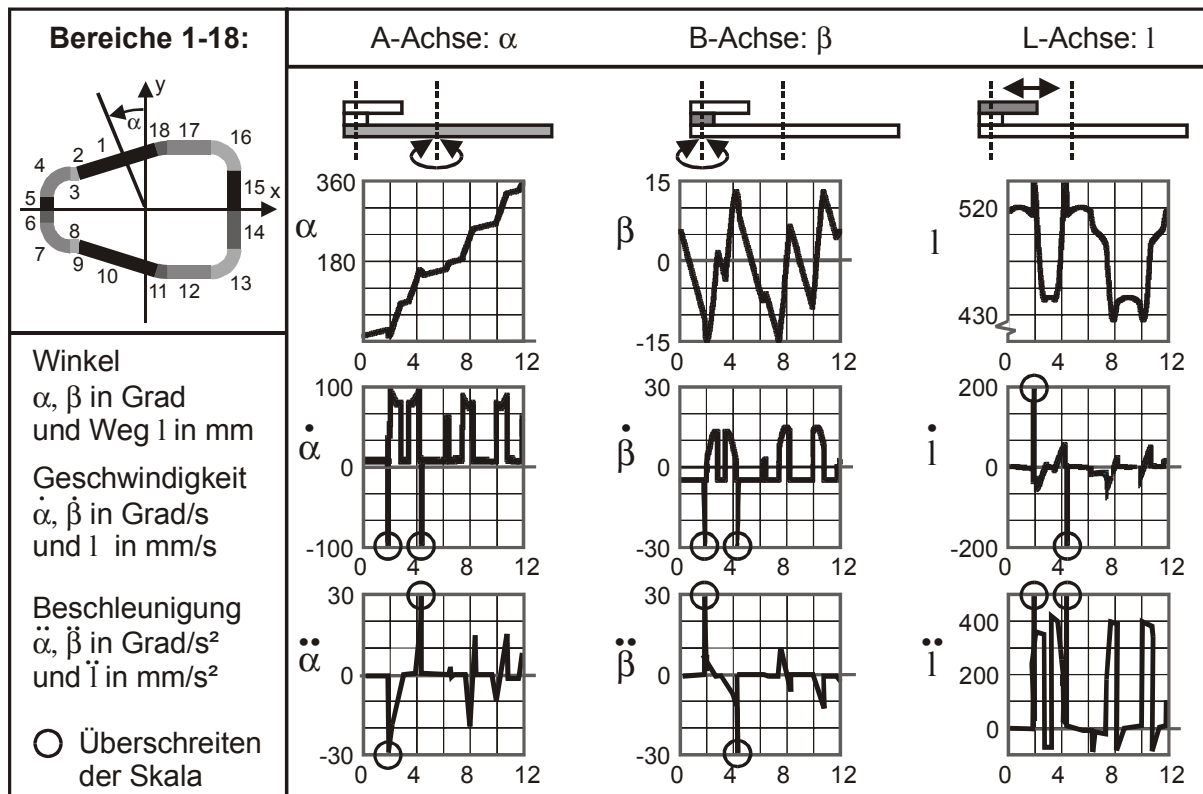 Bereiche 1-18:
A-Achse: α
B-Achse: β
L-Achse: l
y
α
1
18
17
16
2
4
3
15
x
5
6
14
8
7
9
10
11
12
13
Winkel
α, β in Grad
und Weg l in mm
Geschwindigkeit
α̇, β̇ in Grad/s
und l in mm/s
Beschleunigung
α̈, β̈ in Grad/s²
und l̈ in mm/s²
Überschreiten
der Skala
360
α
180
0
4
8
12
15
β
0
-15
0
4
8
12
520
l
430
0
4
8
12
100
α̇
0
-100
0
4
8
12
30
β̇
0
-30
0
4
8
12
200
l̇
0
-200
0
4
8
12
30
α̈
0
-30
0
4
8
12
30
β̈
0
-30
0
4
8
12
400
l̈
200
0
0
4
8
12